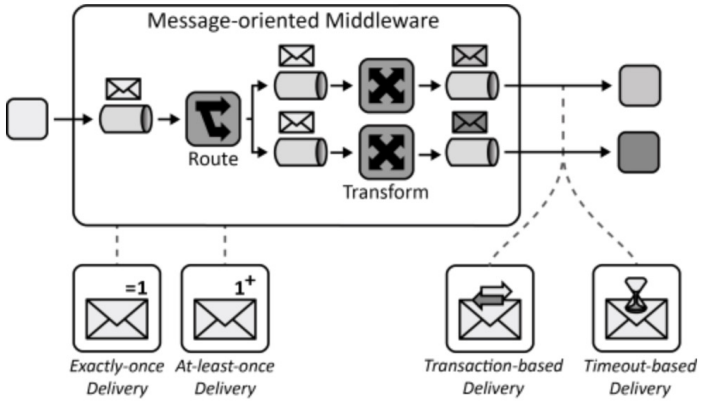 Message-oriented Middleware
Route
Transform
=1
1+
Exactly-once
Delivery
At-least-once
Delivery
Transaction-based
Delivery
Timeout-based
Delivery